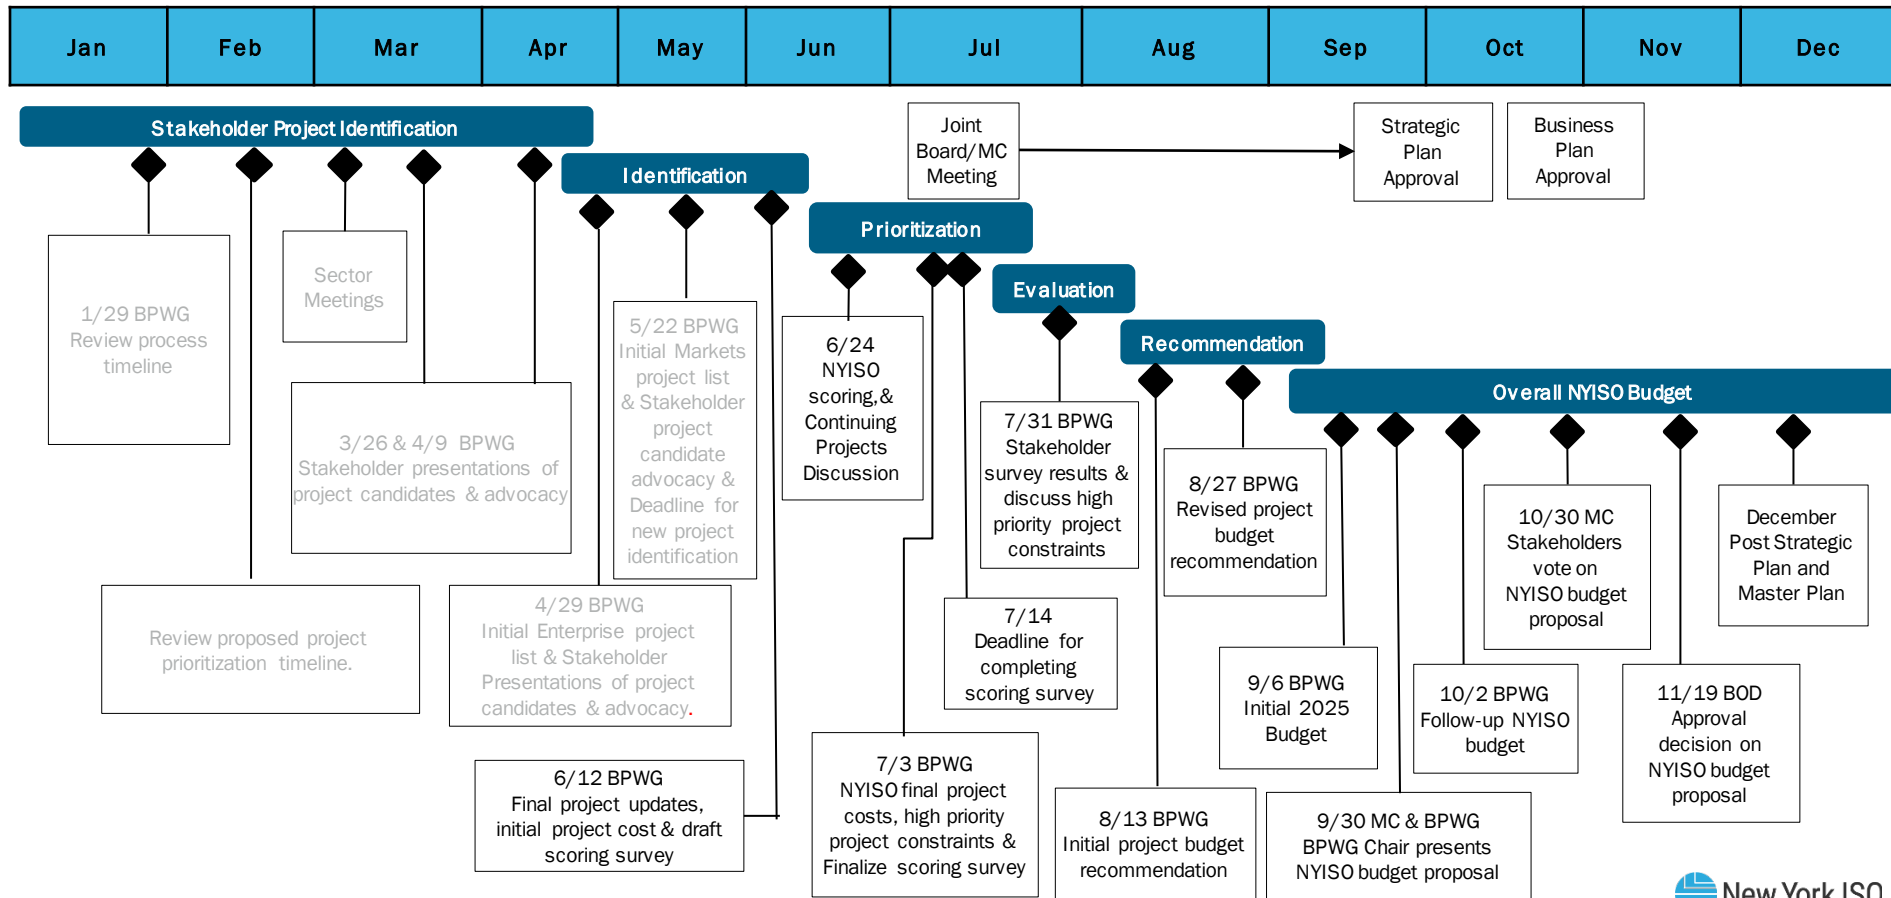 Jan Feb Mar Apr May Jun Jul Aug Sep Oct Nov Dec
Stakeholder Project Identification
Identification
Prioritization
Evaluation
Recommendation
Overall NYISO Budget
Joint
Board/MC
Meeting
Strategic
Plan
Approval
Business
Plan
Approval
1/29 BPWG
Review process
timeline
Sector
Meetings
3/26 & 4/9 BPWG
Stakeholder presentations of
project candidates & advocacy
Review proposed project
prioritization timeline.
4/29 BPWG
Initial Enterprise project
list & Stakeholder
Presentations of project
candidates & advocacy.
5/22 BPWG
Initial Markets
project list
& Stakeholder
project
candidate
advocacy &
Deadline for
new project
identification
6/12 BPWG
Final project updates,
initial project cost & draft
scoring survey
6/24
NYISO
scoring,&
Continuing
Projects
Discussion
7/3 BPWG
NYISO final project
costs, high priority
project constraints &
Finalize scoring survey
7/14
Deadline for
completing
scoring survey
7/31 BPWG
Stakeholder
survey results &
discuss high
priority project
constraints
8/13 BPWG
Initial project budget
recommendation
8/27 BPWG
Revised project
budget
recommendation
9/6 BPWG
Initial 2025
Budget
9/30 MC & BPWG
BPWG Chair presents
NYISO budget proposal
10/2 BPWG
Follow-up NYISO
budget
10/30 MC
Stakeholders
vote on
NYISO budget
proposal
11/19 BOD
Approval
decision on
NYISO budget
proposal
December
Post Strategic
Plan and
Master Plan
New York ISO